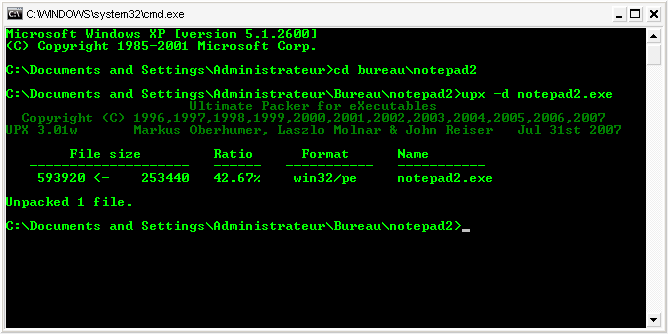 C:\WINDOWS\system32\cmd.exe
Microsoft Windows XP [version 5.1.2600]
(C) Copyright 1985-2001 Microsoft Corp.
C:\Documents and Settings\Administrateur>cd bureau\notepad2
C:\Documents and Settings\Administrateur\Bureau\notepad2>upx -d notepad2.exe
Ultimate Packer for eXecutables
Copyright (C) 1996,1997,1998,1999,2000,2001,2002,2003,2004,2005,2006,2007
UPX 3.01w Markus Oberhumer, Laszlo Molnar & John Reiser Jul 31st 2007
File size Ratio Format Name
-------------------- ------ ----------- -----------
593920 <- 253440 42.67% win32/pe notepad2.exe
Unpacked 1 file.
C:\Documents and Settings\Administrateur\Bureau\notepad2>_